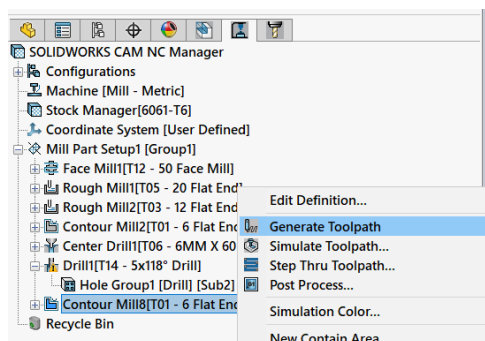 SOLIDWORKS CAM NC Manager
Configurations
Machine [Mill - Metric]
Stock Manager[6061-T6]
Coordinate System [User Defined]
Mill Part Setup1 [Group1]
Face Mill1[T12 - 50 Face Mill]
Rough Mill1[T05 - 20 Flat End]
Rough Mill2[T03 - 12 Flat End
Contour Mill2[T01 - 6 Flat End
Center Drill1[T06 - 6MM X 60
Drill1[T14 - 5x118° Drill]
Hole Group1 [Drill] [Sub2]
Contour Mill8[T01 - 6 Flat End
Recycle Bin
Edit Definition...
Generate Toolpath
Simulate Toolpath...
Step Thru Toolpath...
Post Process...
Simulation Color...
New Contain Area